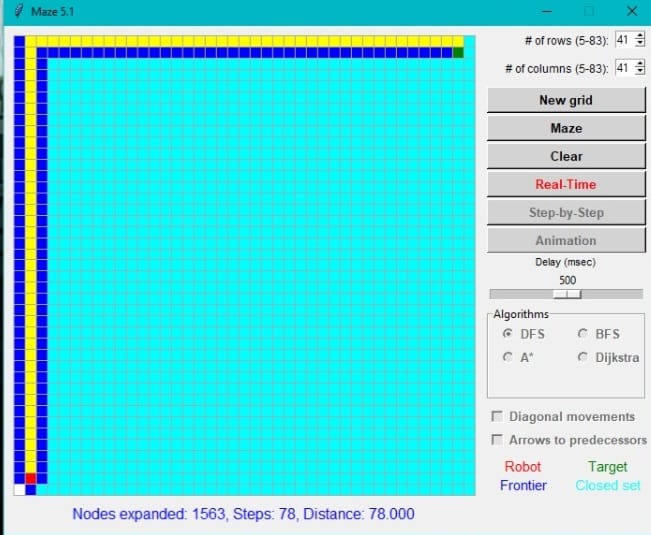 Maze 5.1
# of rows (5-83): 41
# of columns (5-83): 41
New grid
Maze
Clear
Real-Time
Step-by-Step
Animation
Delay (msec)
500
Algorithms
DFS BFS
A* Dijkstra
Diagonal movements
Arrows to predecessors
Robot Target
Frontier Closed set
Nodes expanded: 1563, Steps: 78, Distance: 78.000